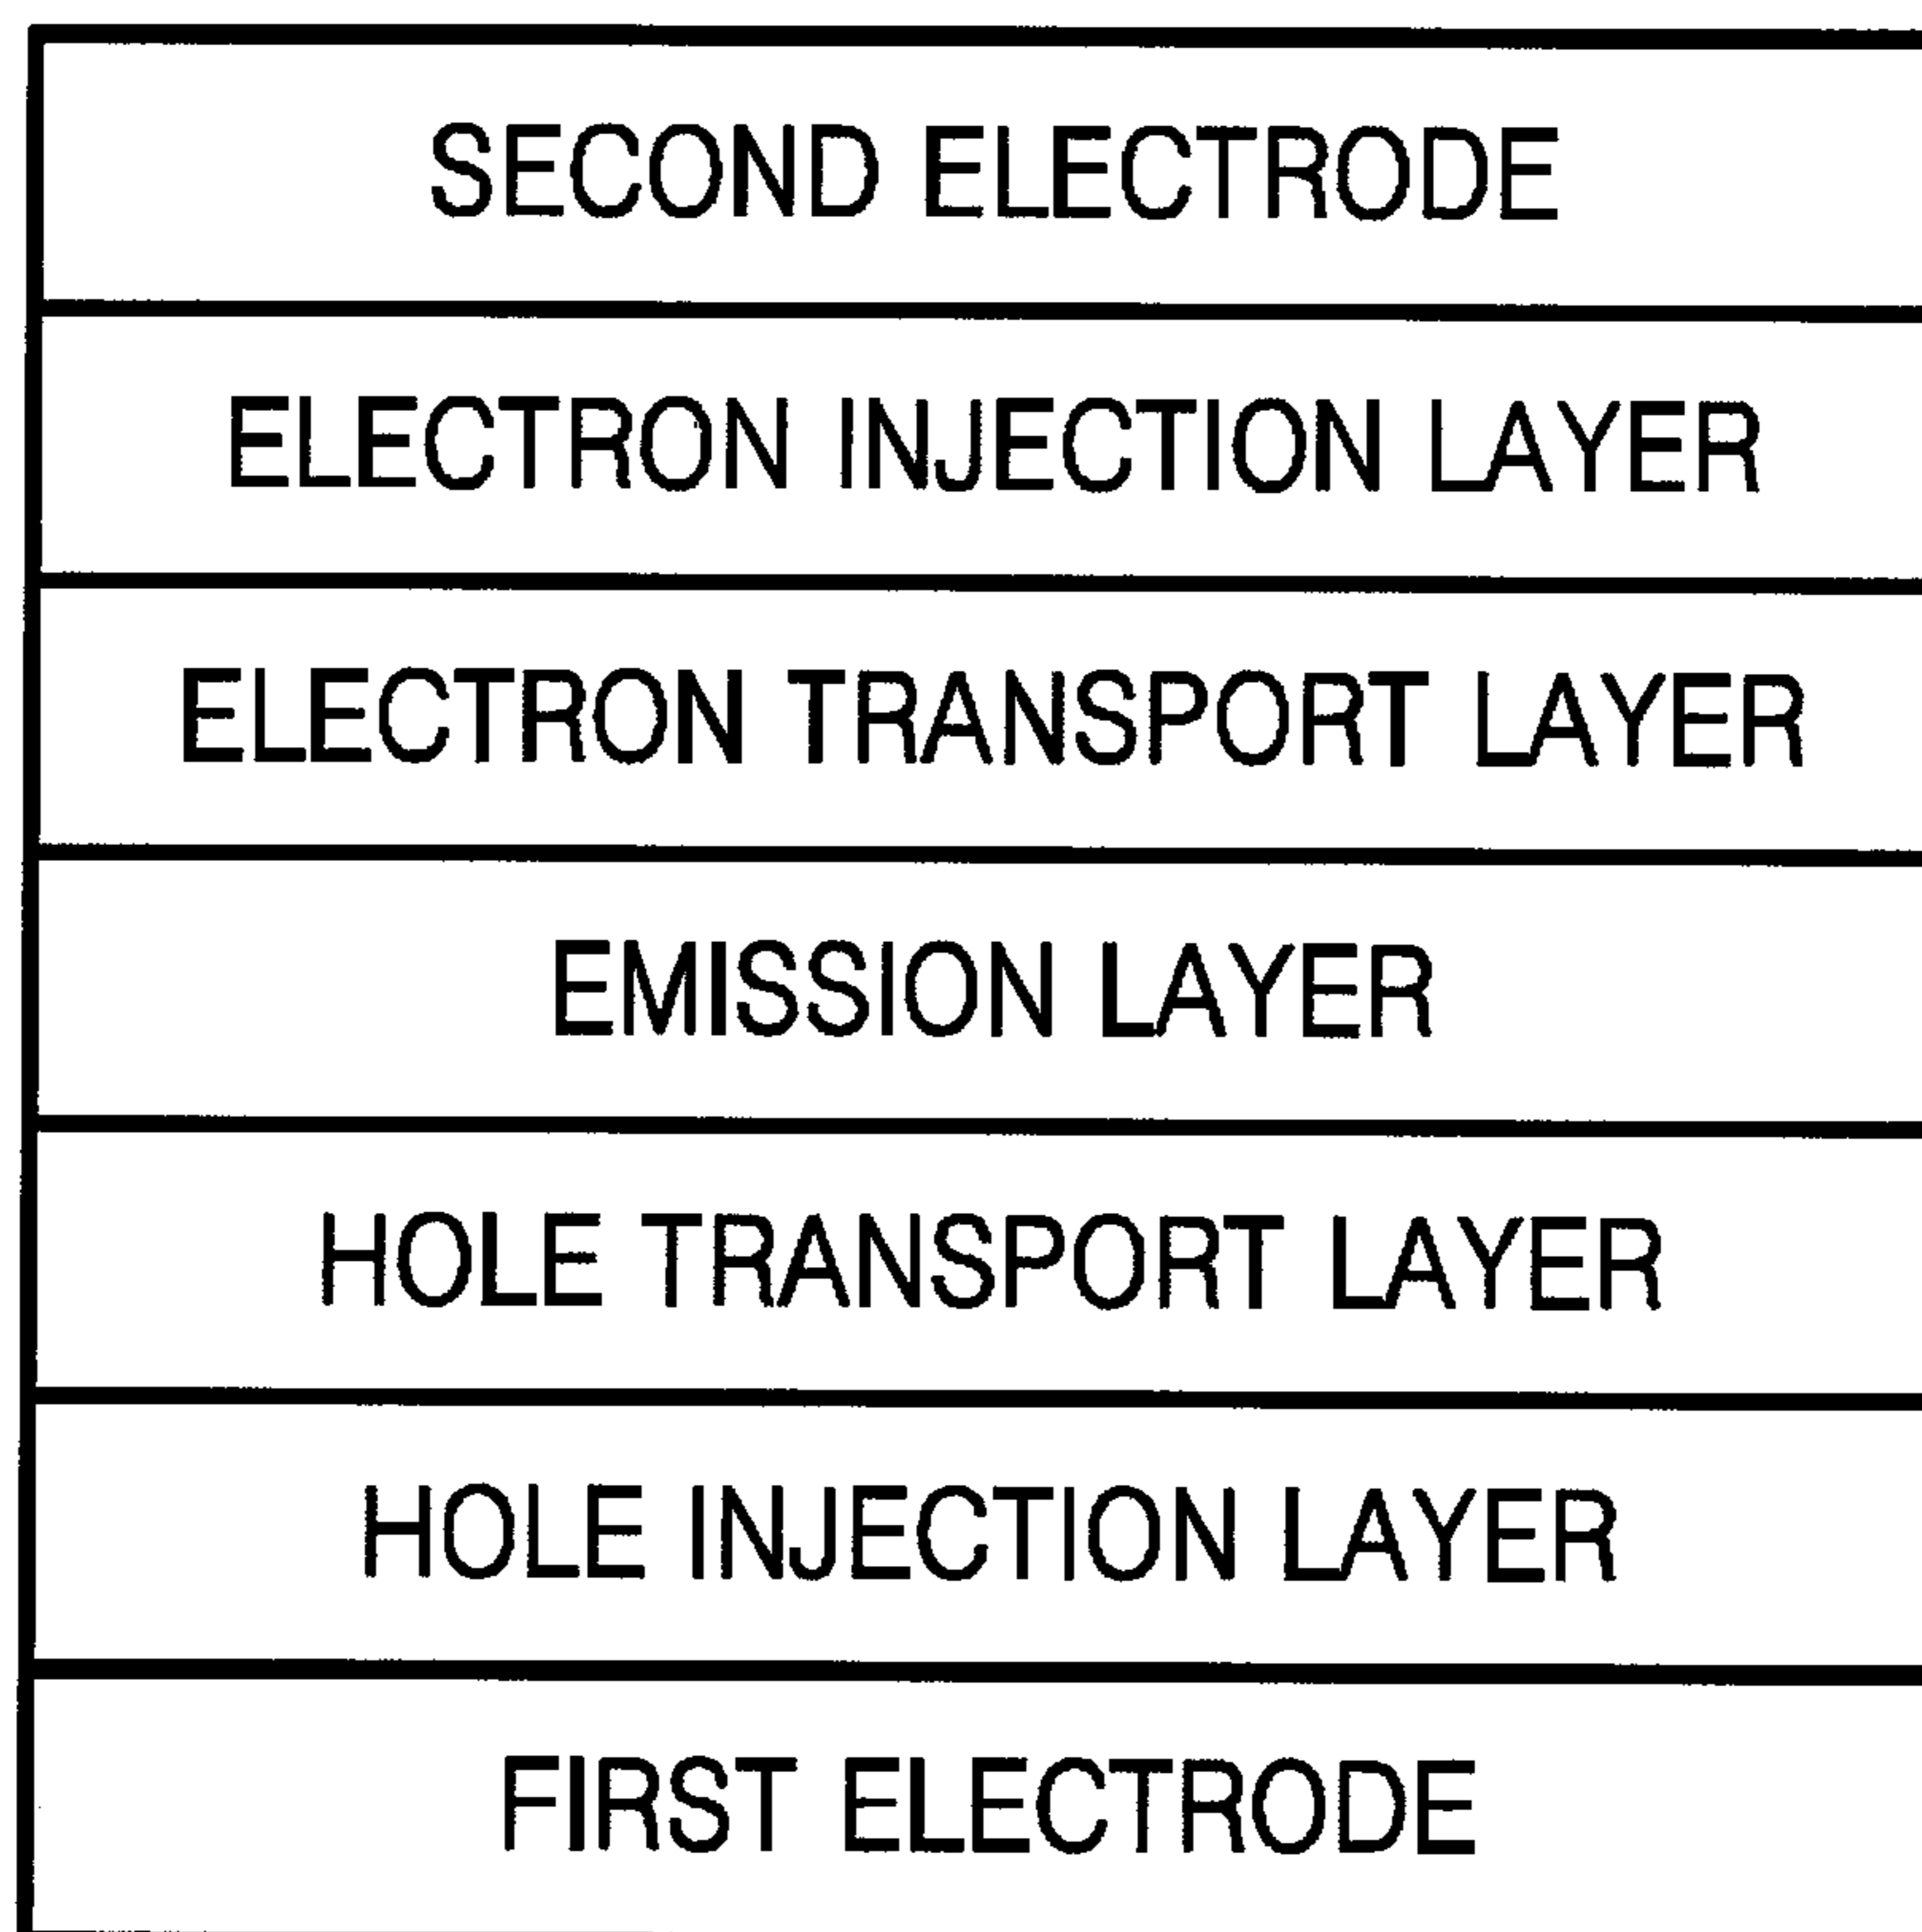 SECOND ELECTRODE
ELECTRON INJECTION LAYER
ELECTRON TRANSPORT LAYER
EMISSION LAYER
HOLE TRANSPORT LAYER
HOLE INJECTION LAYER
FIRST ELECTRODE